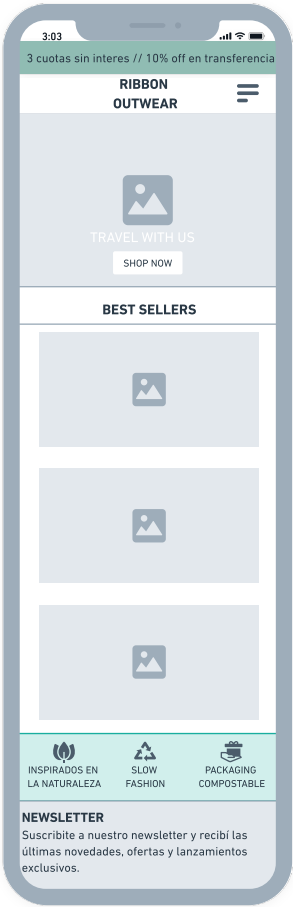 3:03
3 cuotas sin interes // 10% off en transferencia
RIBBON
OUTWEAR
TRAVEL WITH US
SHOP NOW
BEST SELLERS
INSPIRADOS EN
LA NATURALEZA
SLOW
FASHION
PACKAGING
COMPOSTABLE
NEWSLETTER
Suscribite a nuestro newsletter y recibí las
últimas novedades, ofertas y lanzamientos
exclusivos.